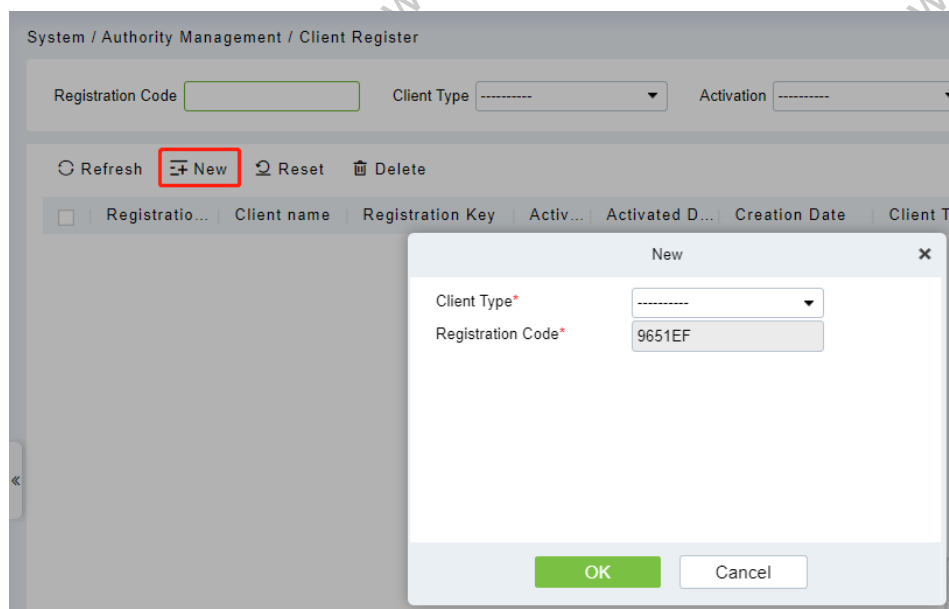 System / Authority Management / Client Register
Registration Code Client Type ---------- Activation ----------
Refresh New Reset Delete
Registratio... Client name Registration Key Activ... Activated D... Creation Date Client T
New
Client Type* ----------
Registration Code* 9651EF
OK Cancel